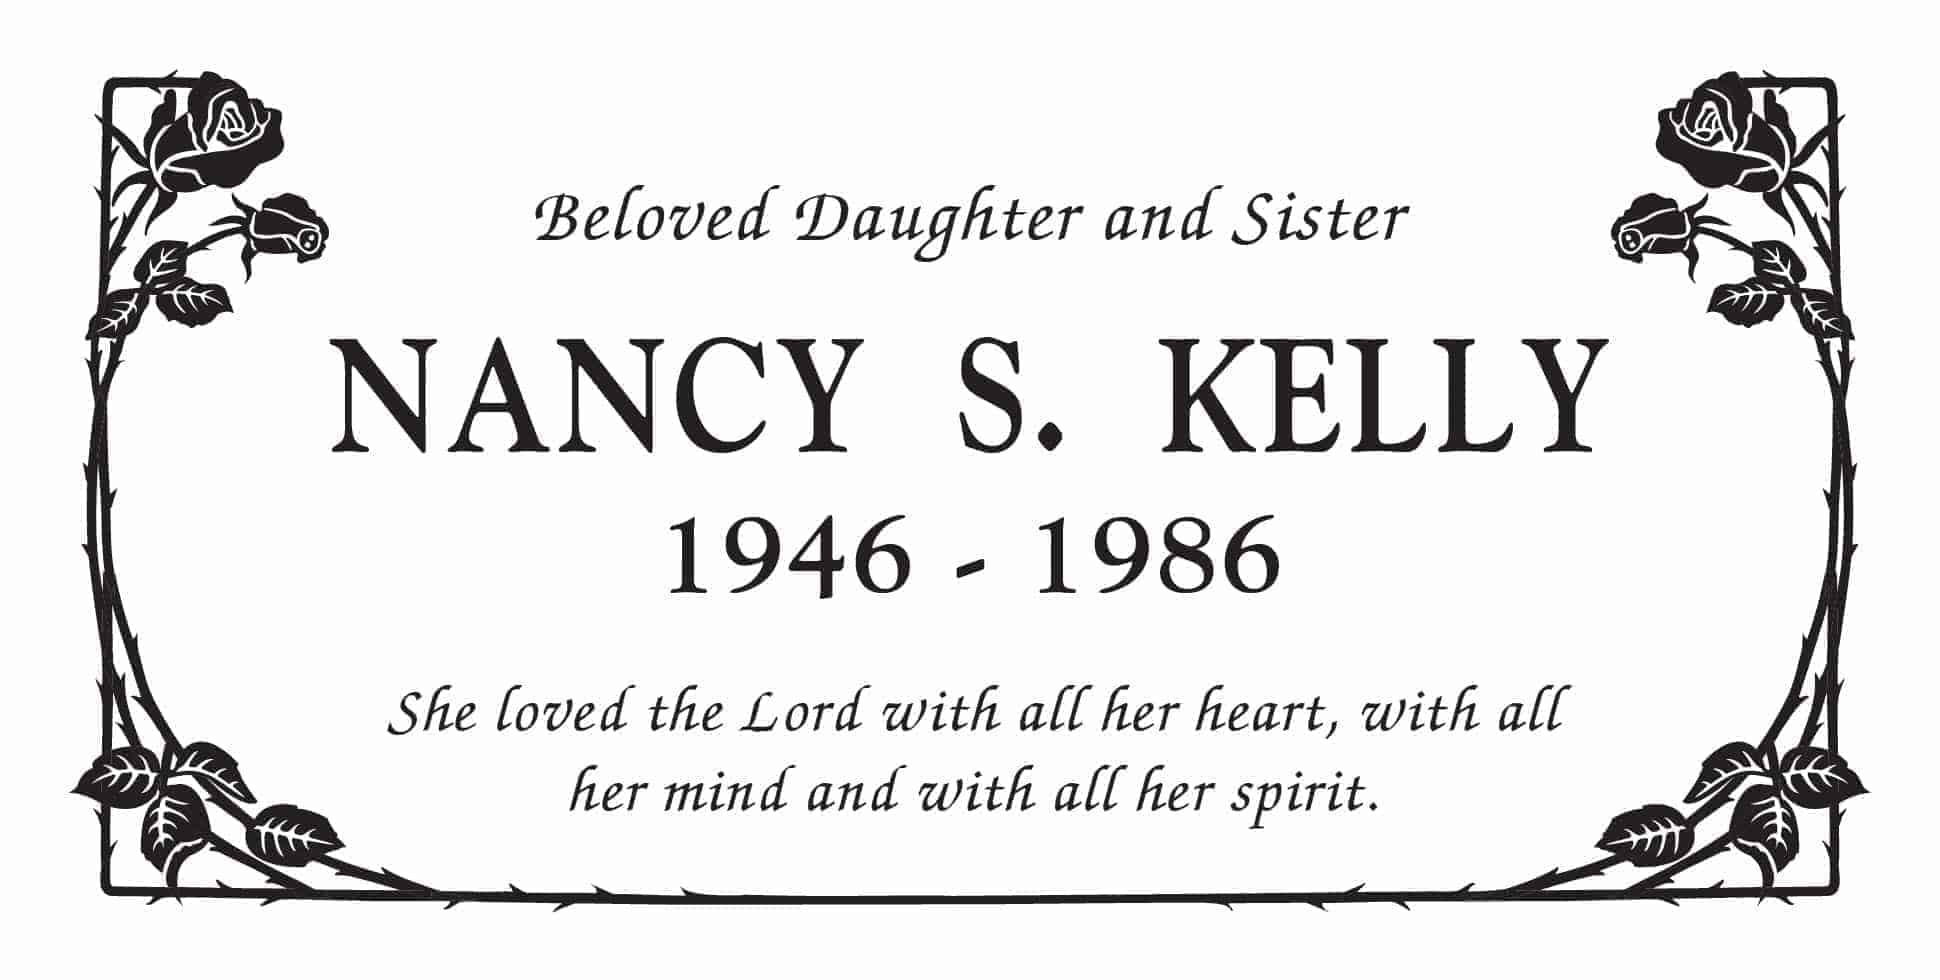 Beloved Daughter and Sister
NANCY S. KELLY
1946 - 1986
She loved the Lord with all her heart, with all
her mind and with all her spirit.